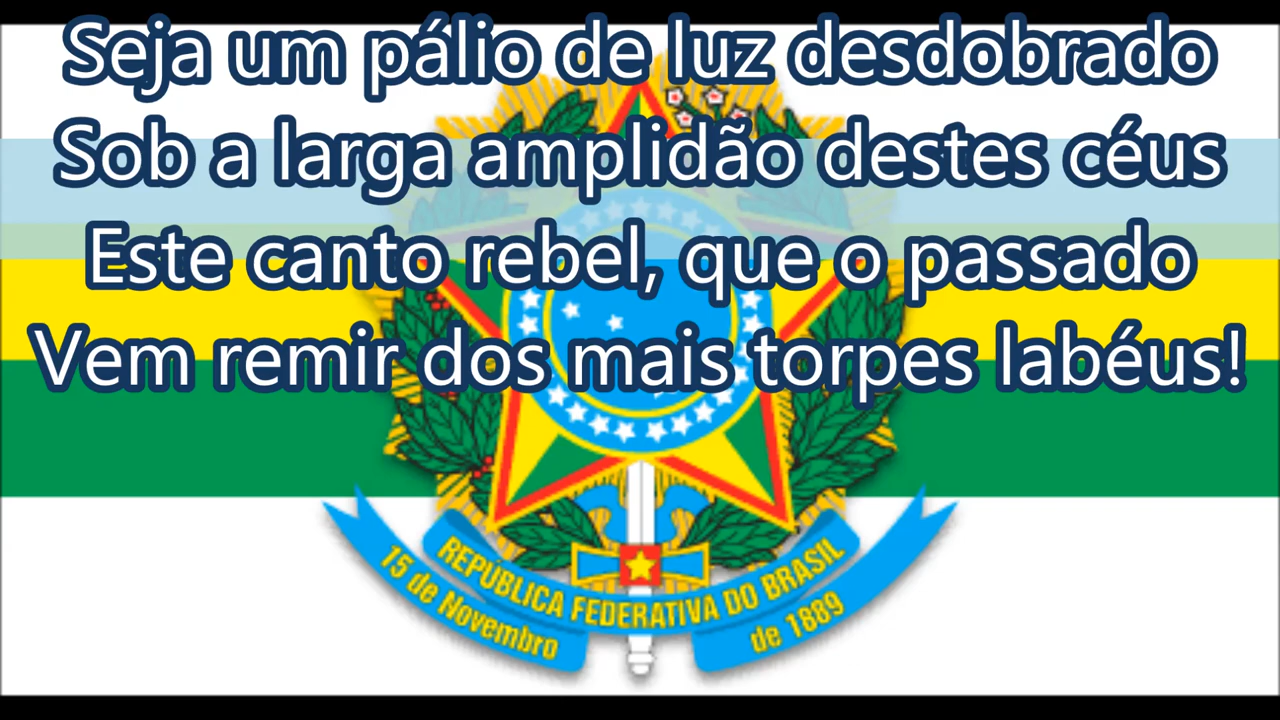 Seja um pálio de luz desdobrado
Sob a larga amplidão destes céus
Este canto rebel, que o passado
Vem remir dos mais torpes labéus!
REPÚBLICA FEDERATIVA DO BRASIL
15 de Novembro
de 1889